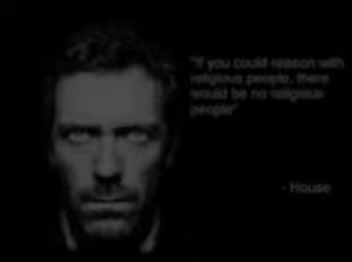 "If you could reason with
religious people, there
would be no religious
people"
- House